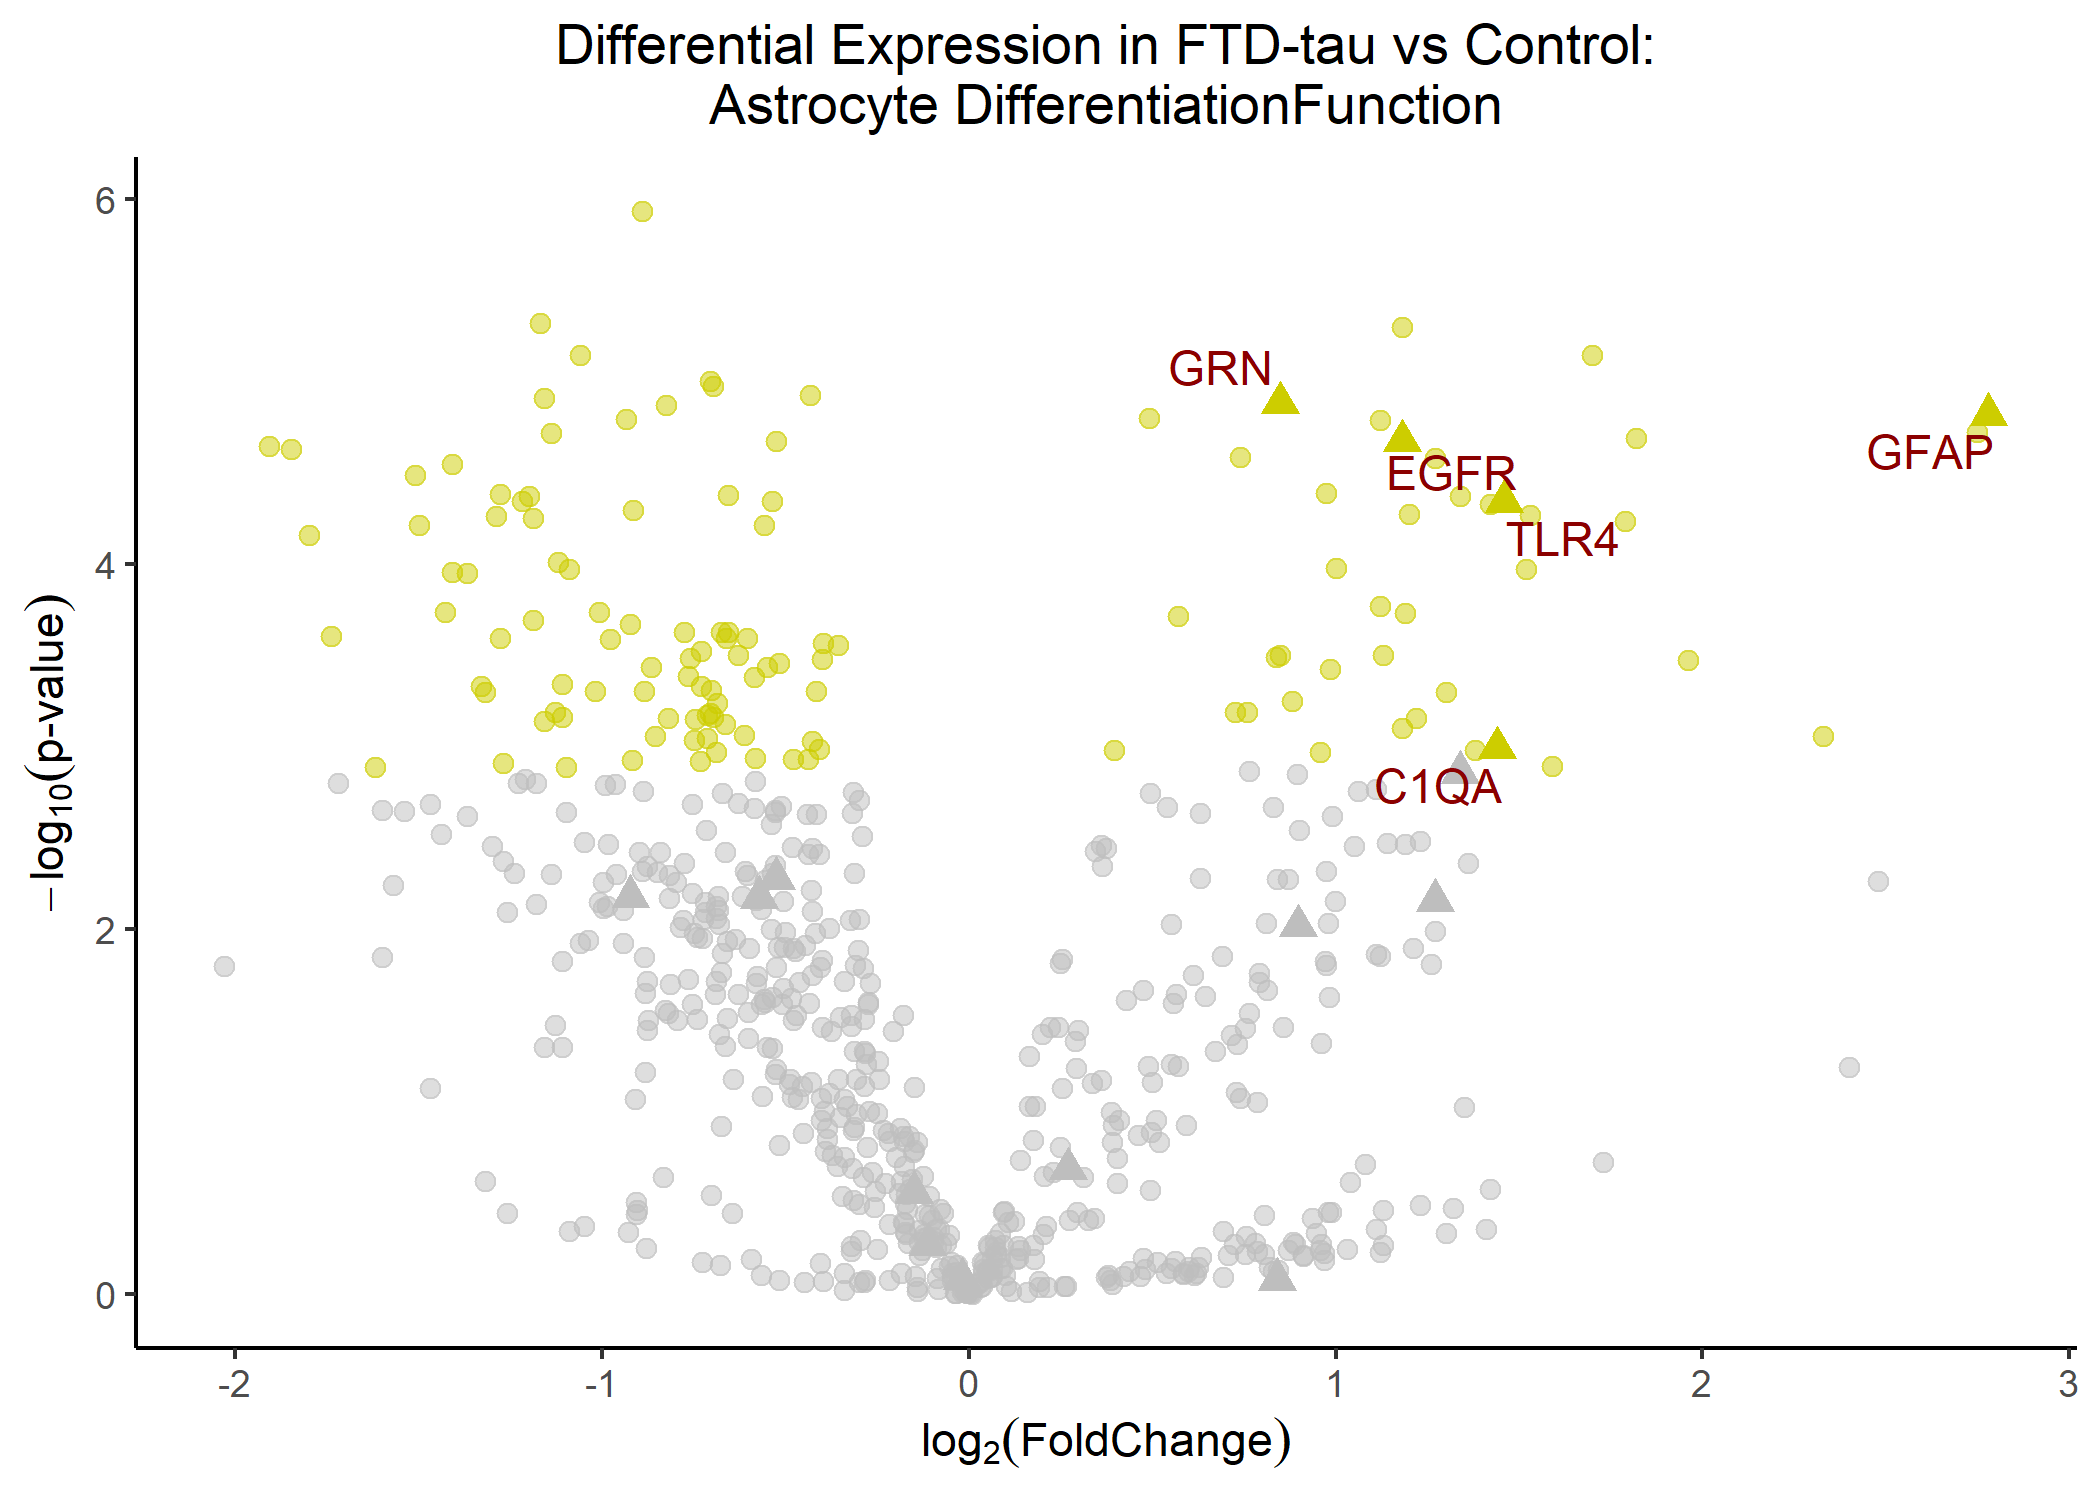 Differential Expression in FTD-tau vs Control:
Astrocyte DifferentiationFunction
6
GRN
GFAP
EGFR
TLR4
4
C1QA
2
0
−log₁₀(p-value)
-2 -1 0 1 2 3
log₂(FoldChange)